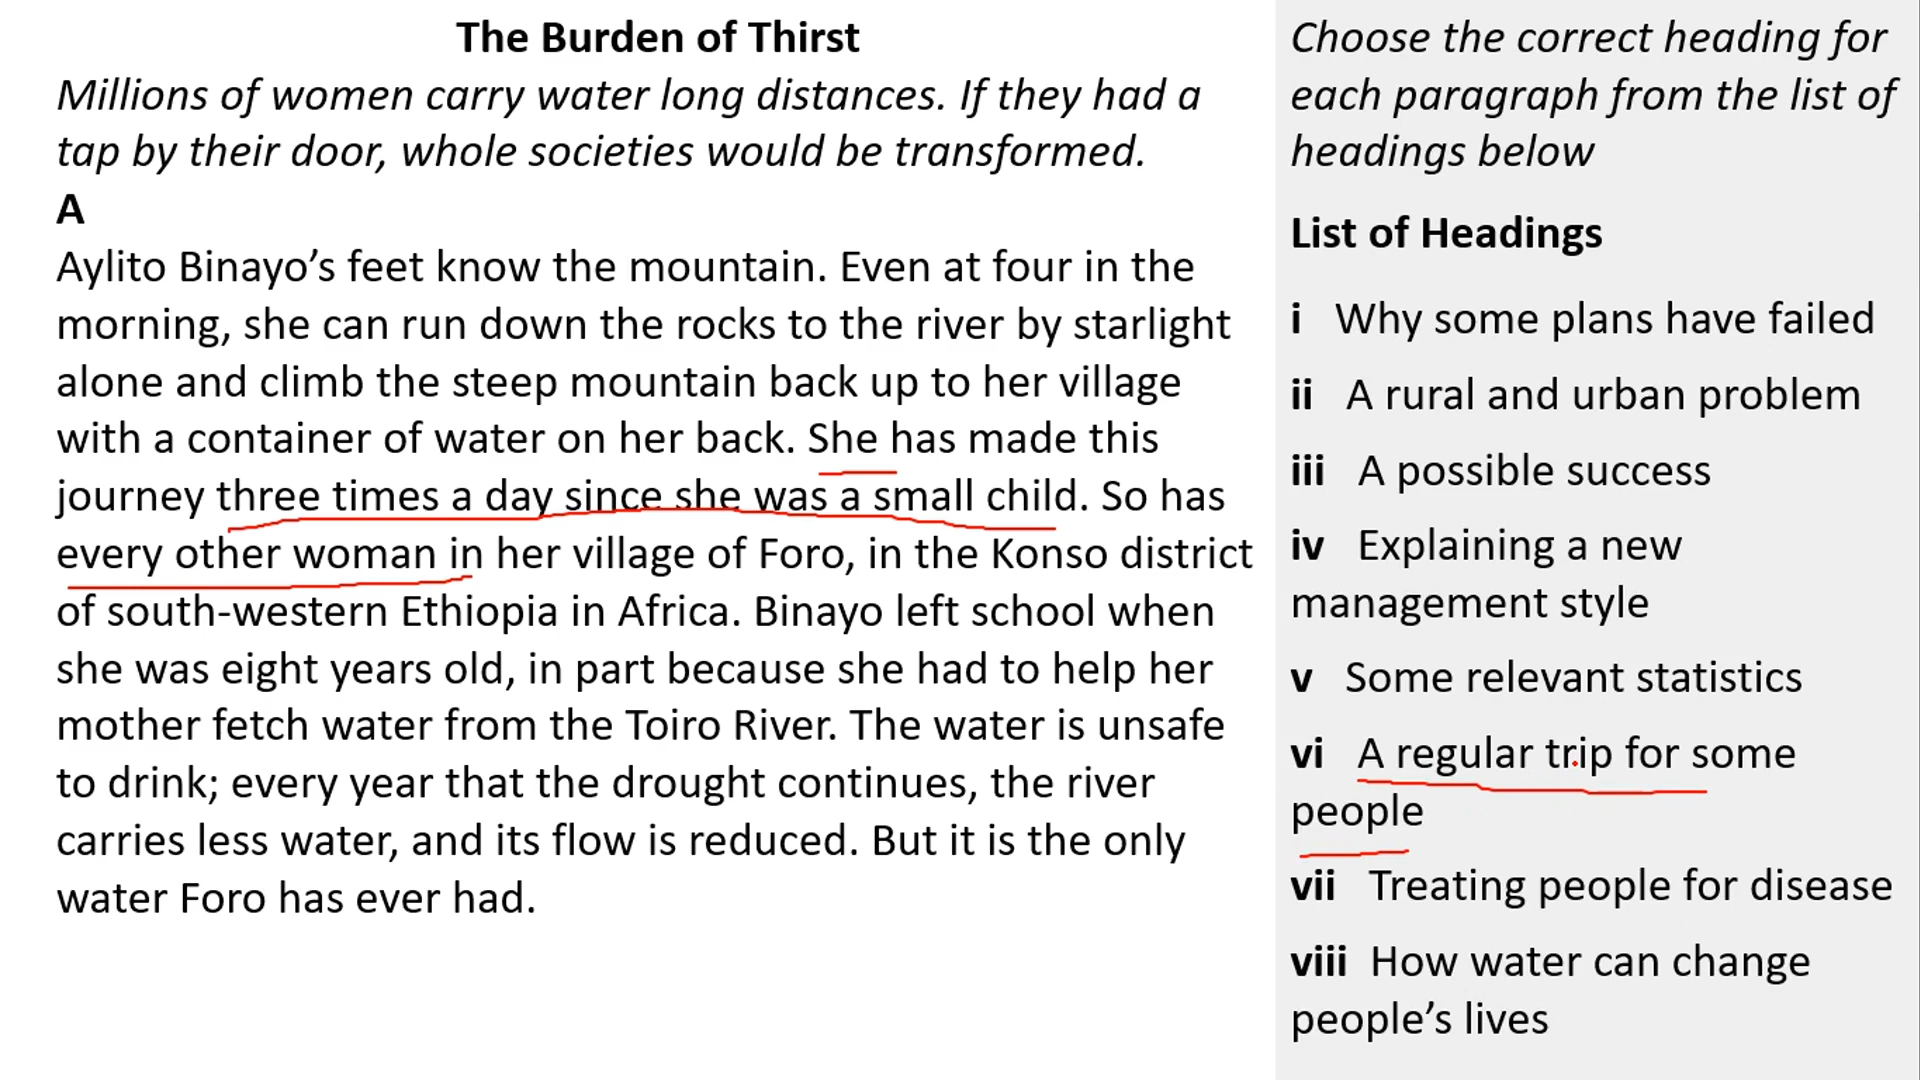 The Burden of Thirst
Millions of women carry water long distances. If they had a
tap by their door, whole societies would be transformed.
A
Aylito Binayo’s feet know the mountain. Even at four in the
morning, she can run down the rocks to the river by starlight
alone and climb the steep mountain back up to her village
with a container of water on her back. She has made this
journey three times a day since she was a small child. So has
every other woman in her village of Foro, in the Konso district
of south-western Ethiopia in Africa. Binayo left school when
she was eight years old, in part because she had to help her
mother fetch water from the Toiro River. The water is unsafe
to drink; every year that the drought continues, the river
carries less water, and its flow is reduced. But it is the only
water Foro has ever had.
Choose the correct heading for
each paragraph from the list of
headings below
List of Headings
i Why some plans have failed
ii A rural and urban problem
iii A possible success
iv Explaining a new
management style
v Some relevant statistics
vi A regular trip for some
people
vii Treating people for disease
viii How water can change
people’s lives